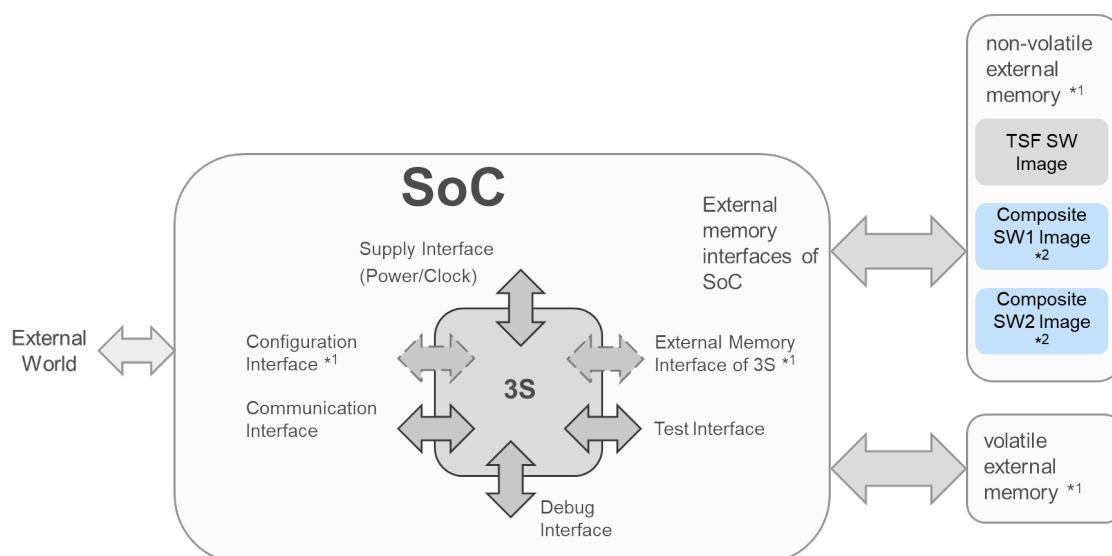 SoC
Supply Interface
(Power/Clock)
External
memory
interfaces of
SoC
External
World
Configuration
Interface *1
External Memory
Interface of 3S *1
3S
Communication
Interface
Test Interface
Debug
Interface
non-volatile
external
memory *1
TSF SW
Image
Composite
SW1 Image
*2
Composite
SW2 Image
*2
volatile
external
memory *1